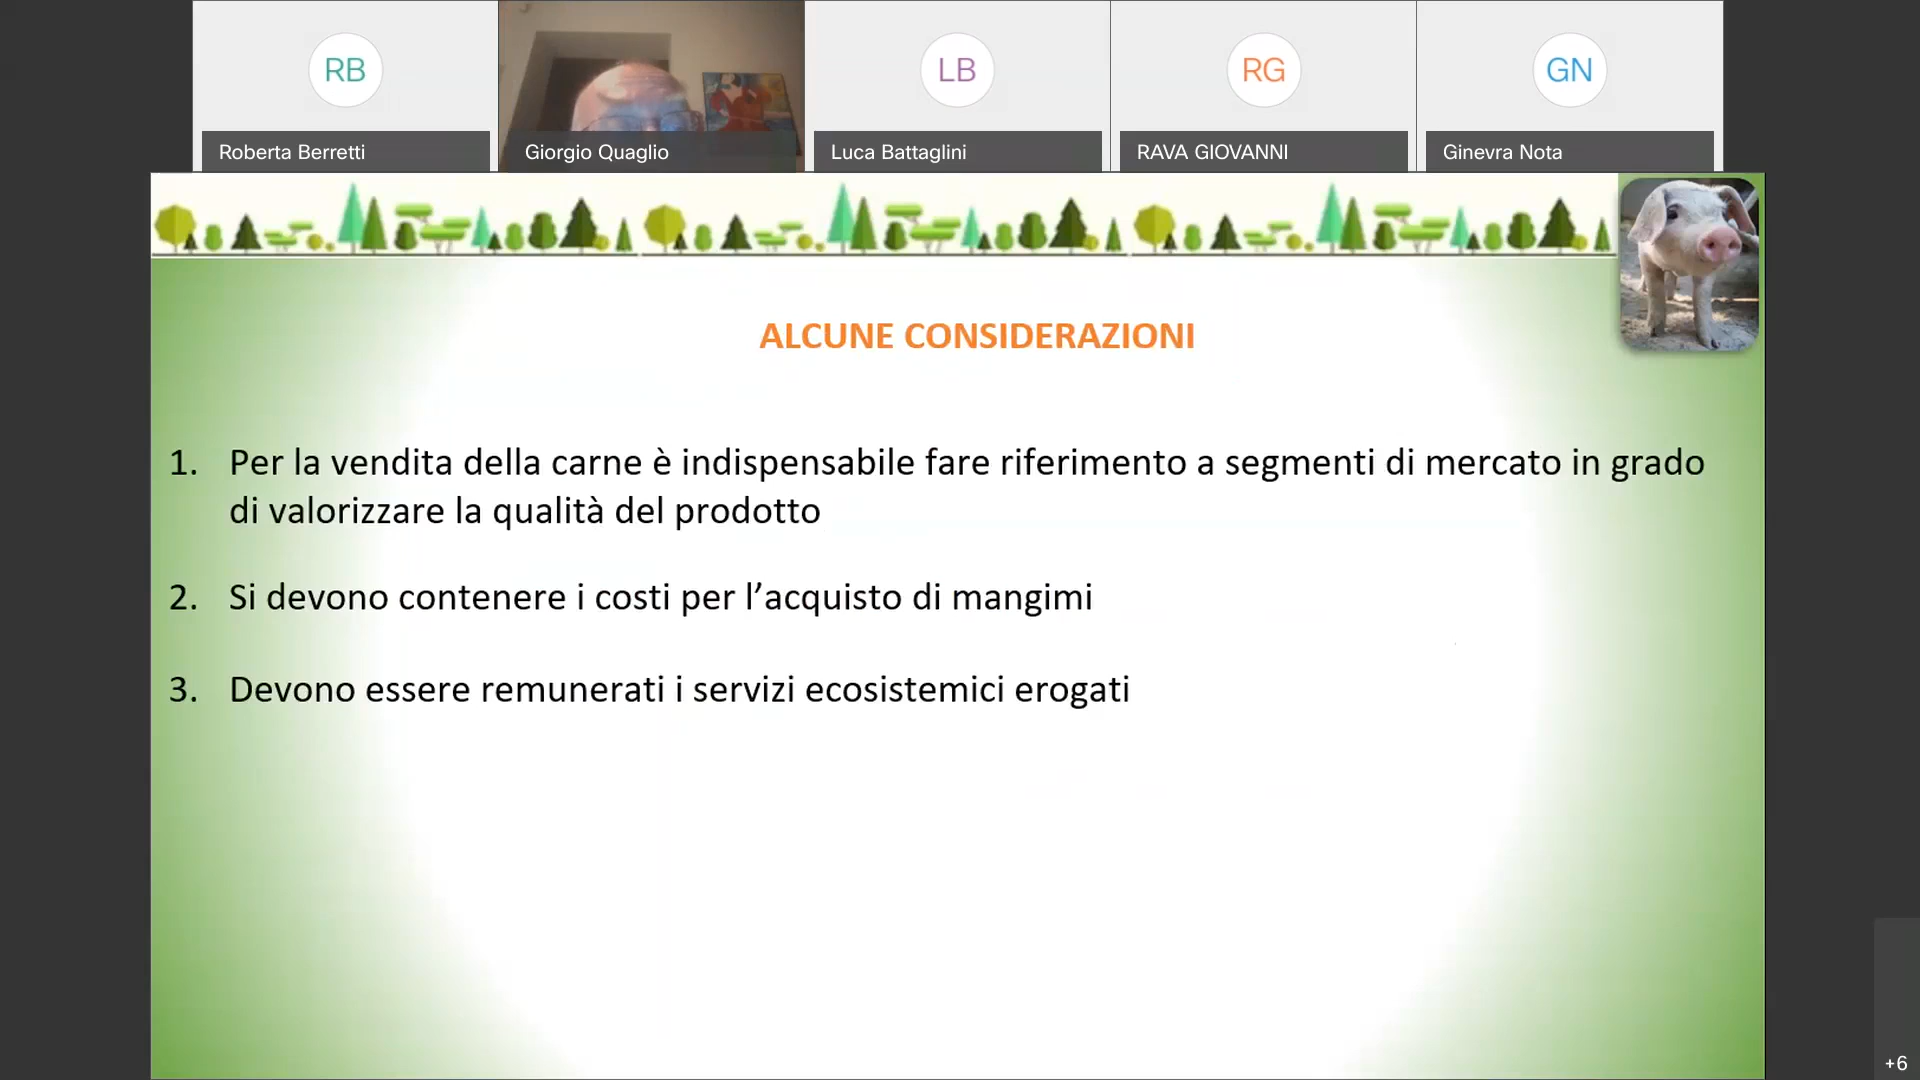 RB
LB
RG
GN
Roberta Berretti
Giorgio Quaglio
Luca Battaglini
RAVA GIOVANNI
Ginevra Nota
ALCUNE CONSIDERAZIONI
1. Per la vendita della carne è indispensabile fare riferimento a segmenti di mercato in grado
di valorizzare la qualità del prodotto
2. Si devono contenere i costi per l’acquisto di mangimi
3. Devono essere remunerati i servizi ecosistemici erogati
+6